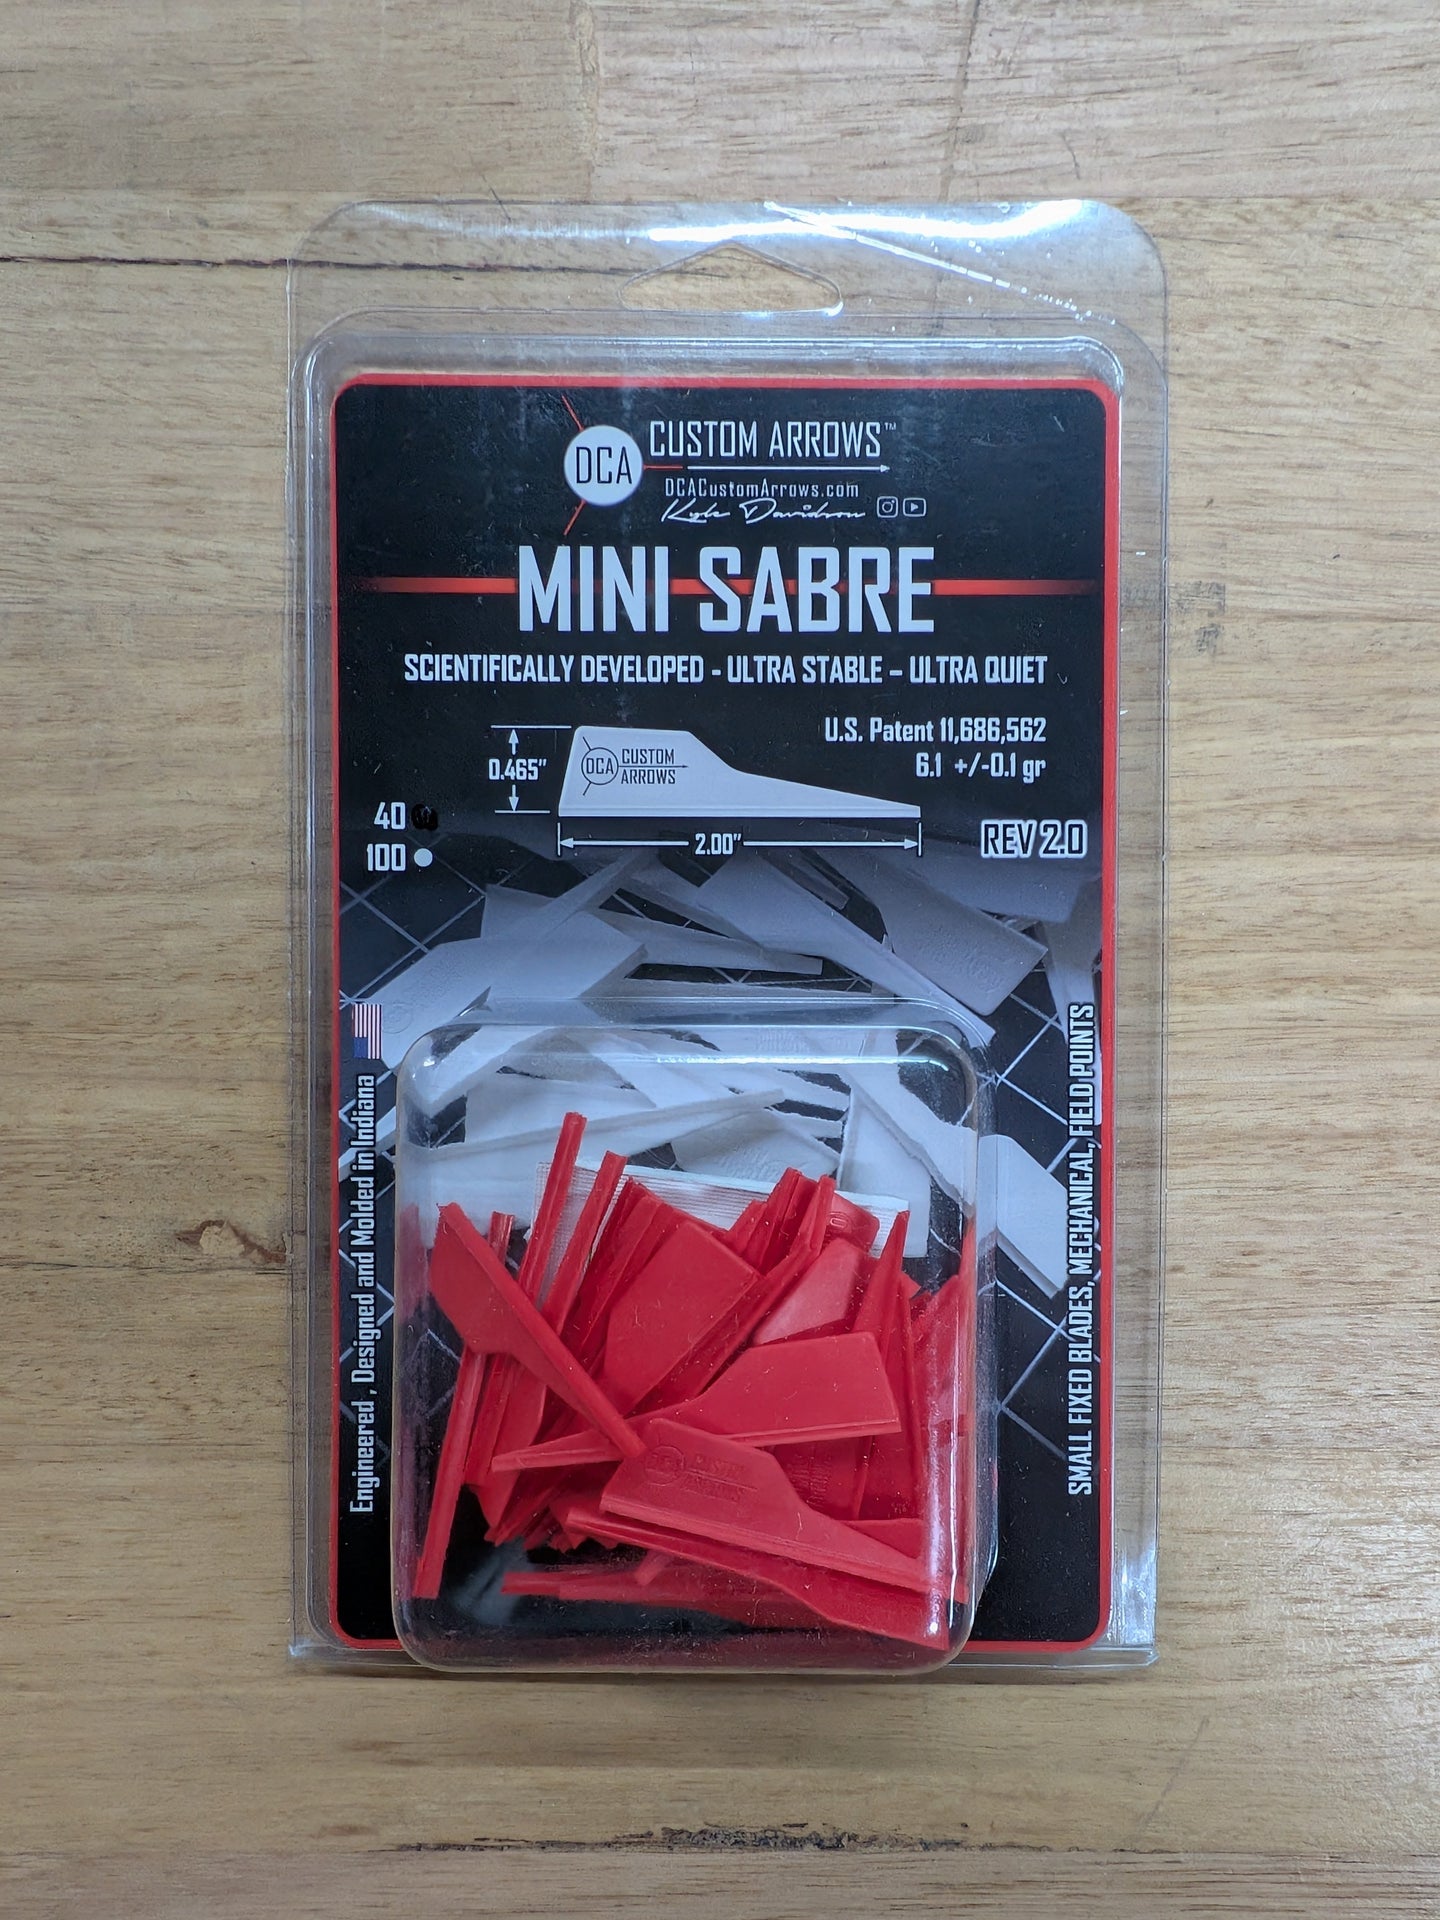 DCA
CUSTOM ARROWS™
DCACustomArrows.com
Kyle Davidson
MINI SABRE
SCIENTIFICALLY DEVELOPED - ULTRA STABLE – ULTRA QUIET
U.S. Patent 11,686,562
6.1 +/-0.1 gr
0.465"
DCA CUSTOM
ARROWS
2.00"
40
100
REV 2.0
Engineered , Designed and Molded in Indiana
SMALL FIXED BLADES, MECHANICAL, FIELD POINTS